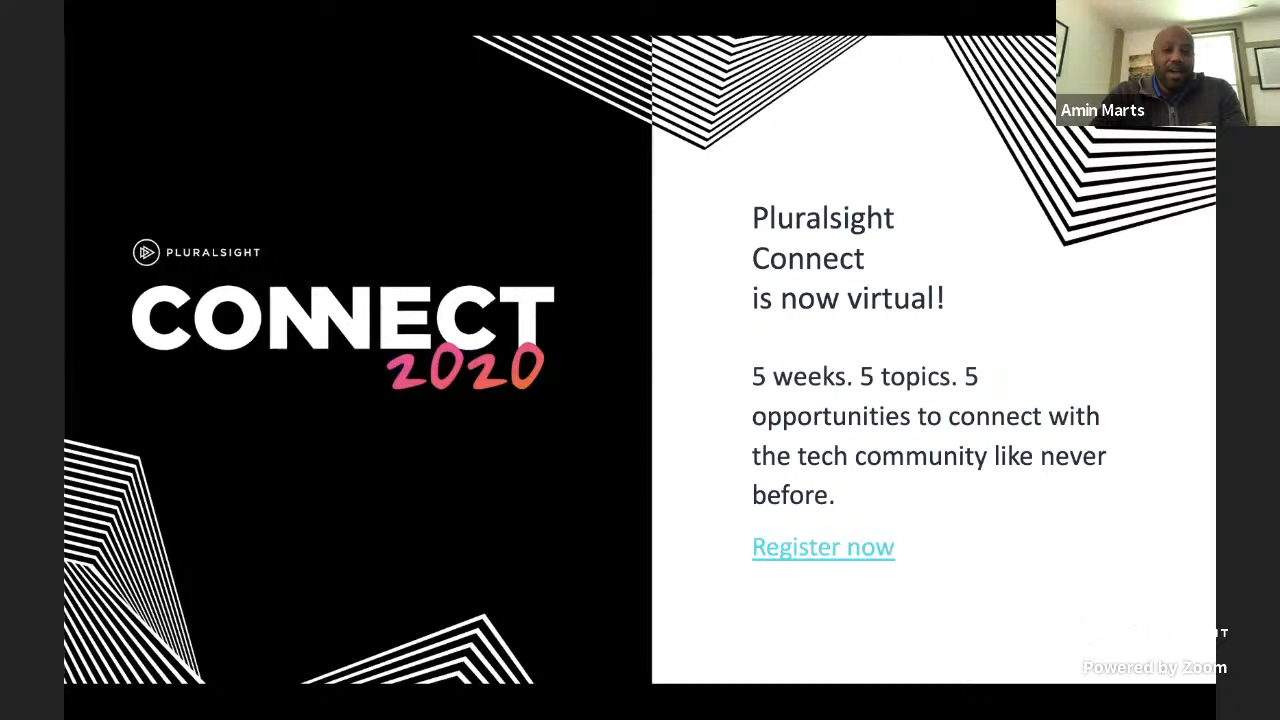 Amin Marts
PLURALSIGHT
CONNECT
2020
Pluralsight
Connect
is now virtual!
5 weeks. 5 topics. 5
opportunities to connect with
the tech community like never
before.
Register now
Powered by Zoom